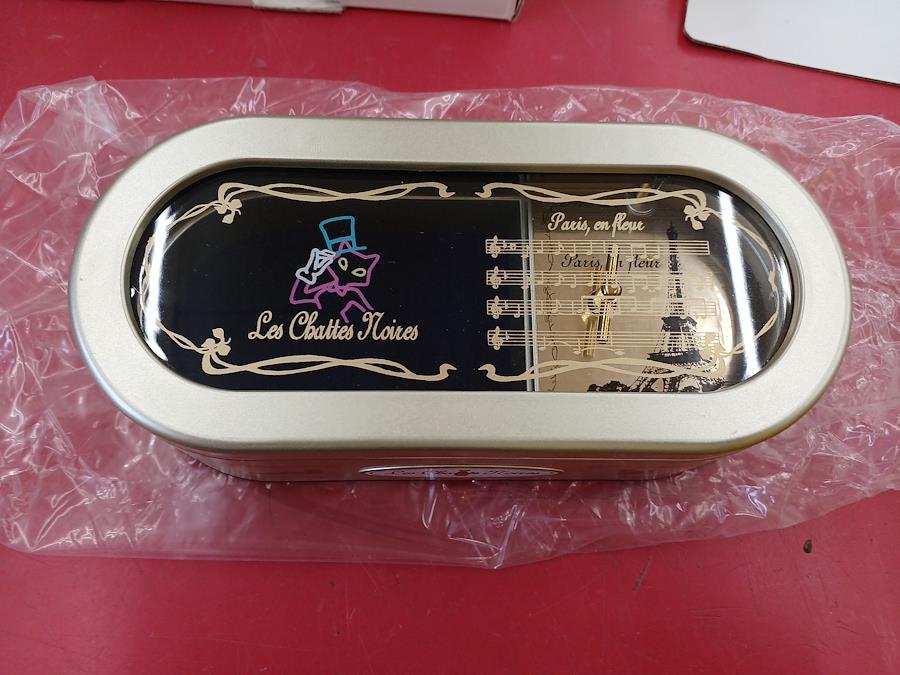 Les Chattes Noires
Paris, en fleur
Paris, en fleur